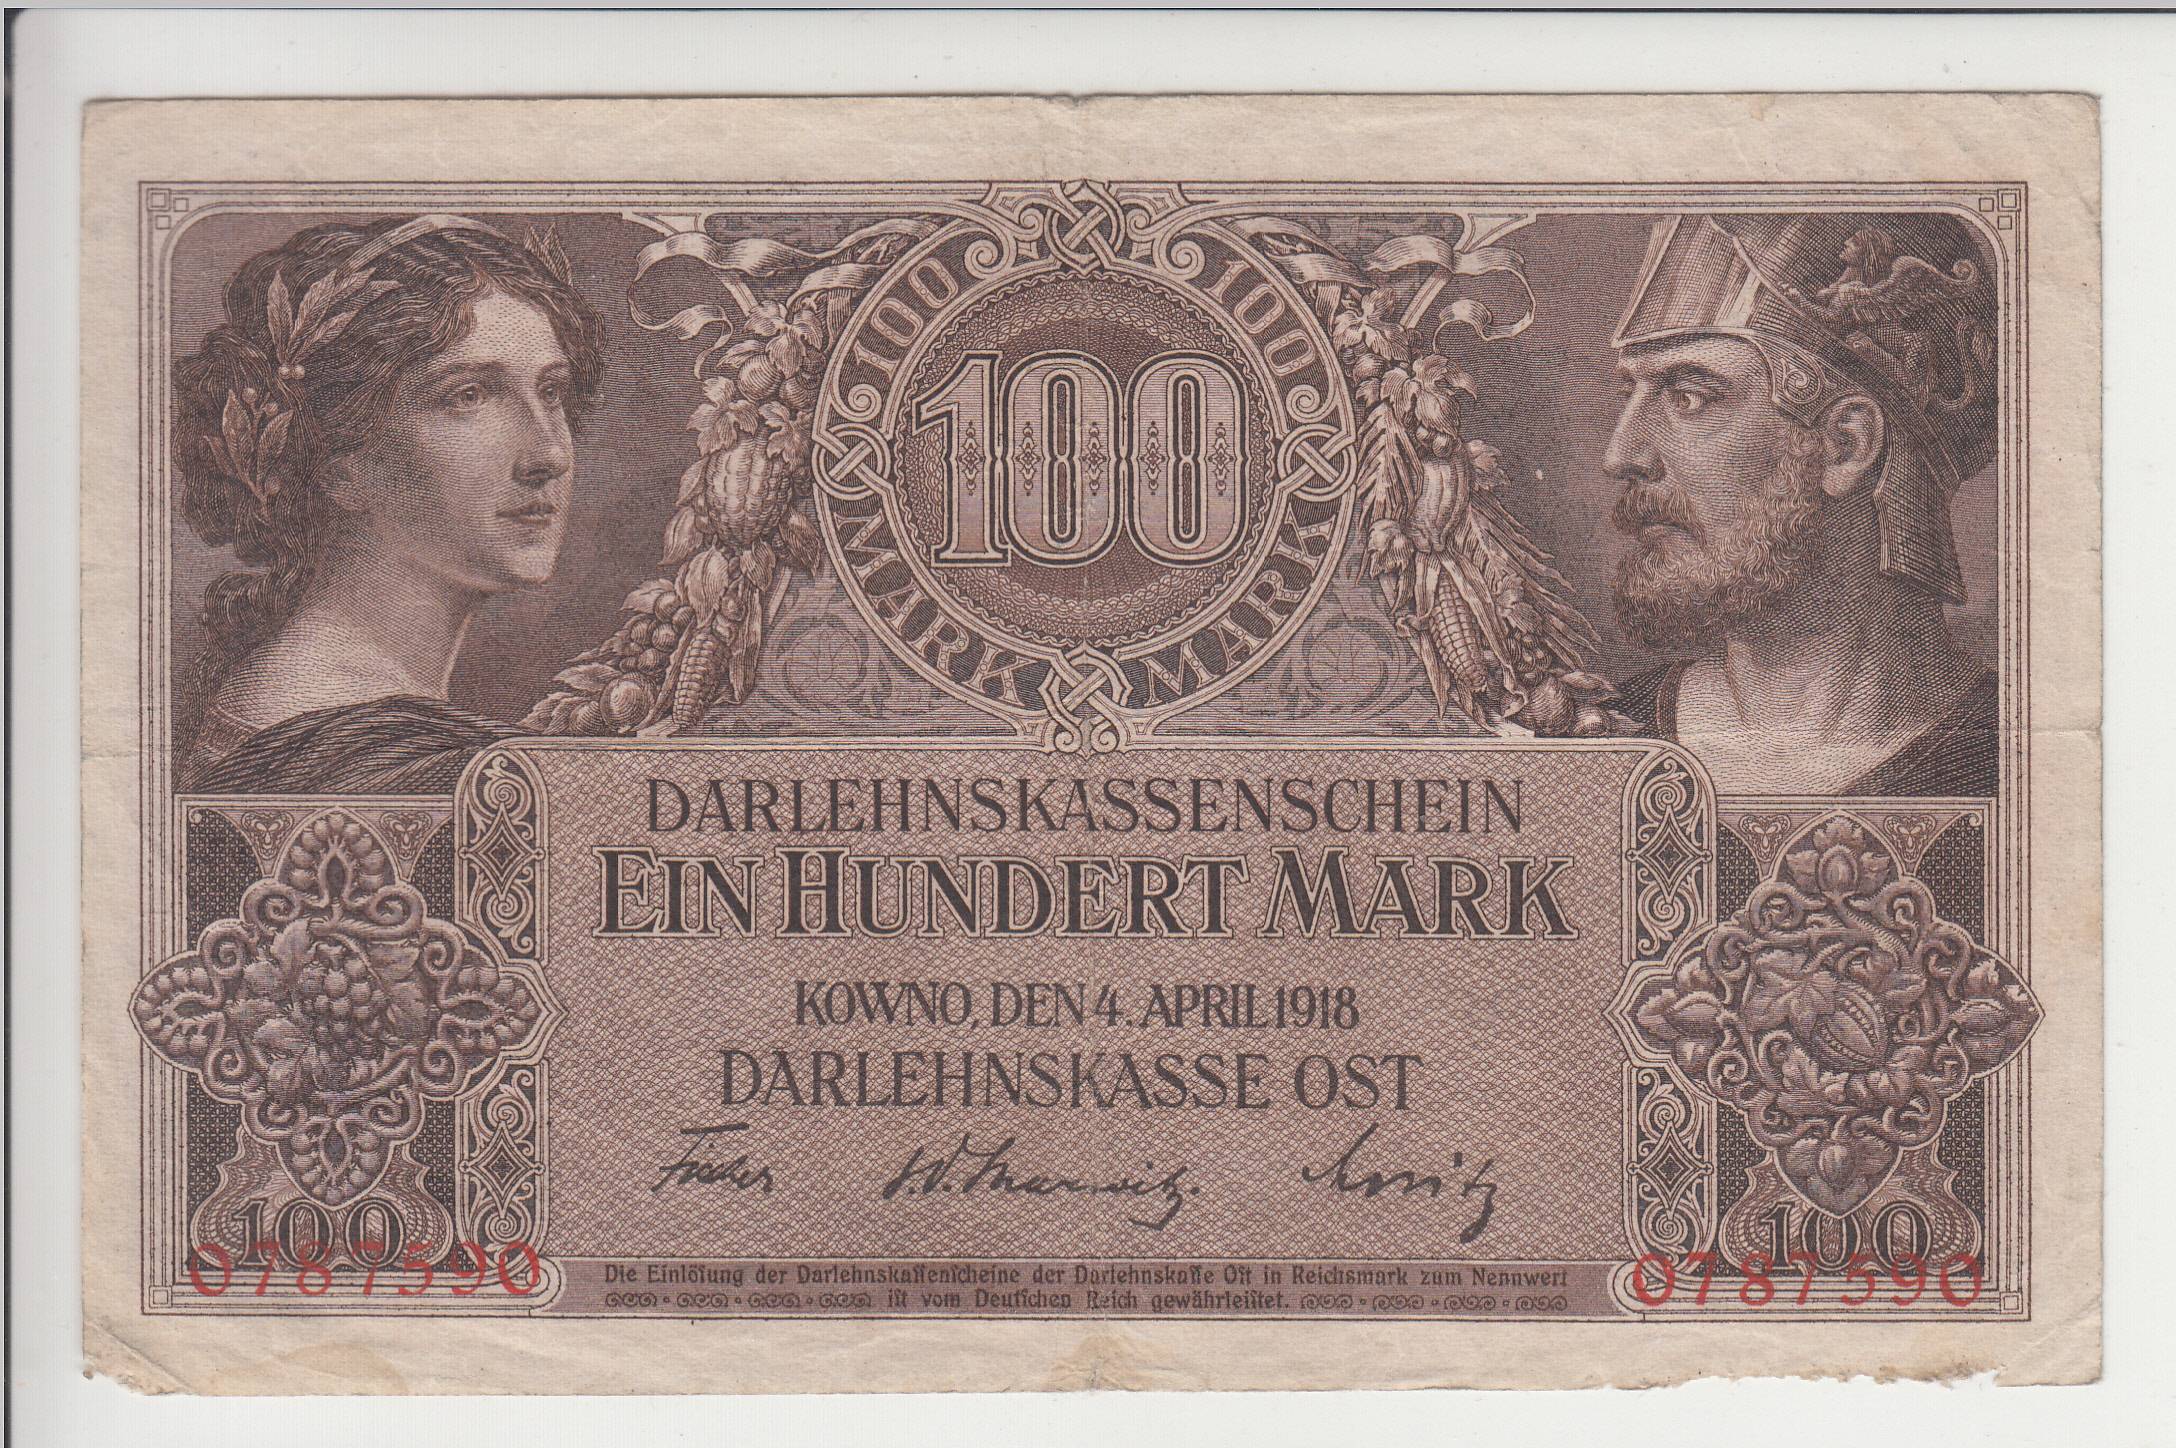 100 100
100
MARK MARK
DARLEHNSKASSENSCHEIN
EIN HUNDERT MARK
KOWNO, DEN 4. APRIL 1918
DARLEHNSKASSE OST
100 100
0787590 0787590
Die Einlöſung der Darlehnskaſſenſcheine der Darlehnskaſſe Oſt in Reichsmark zum Nennwert
iſt vom Deutſchen Reich gewährleiſtet.